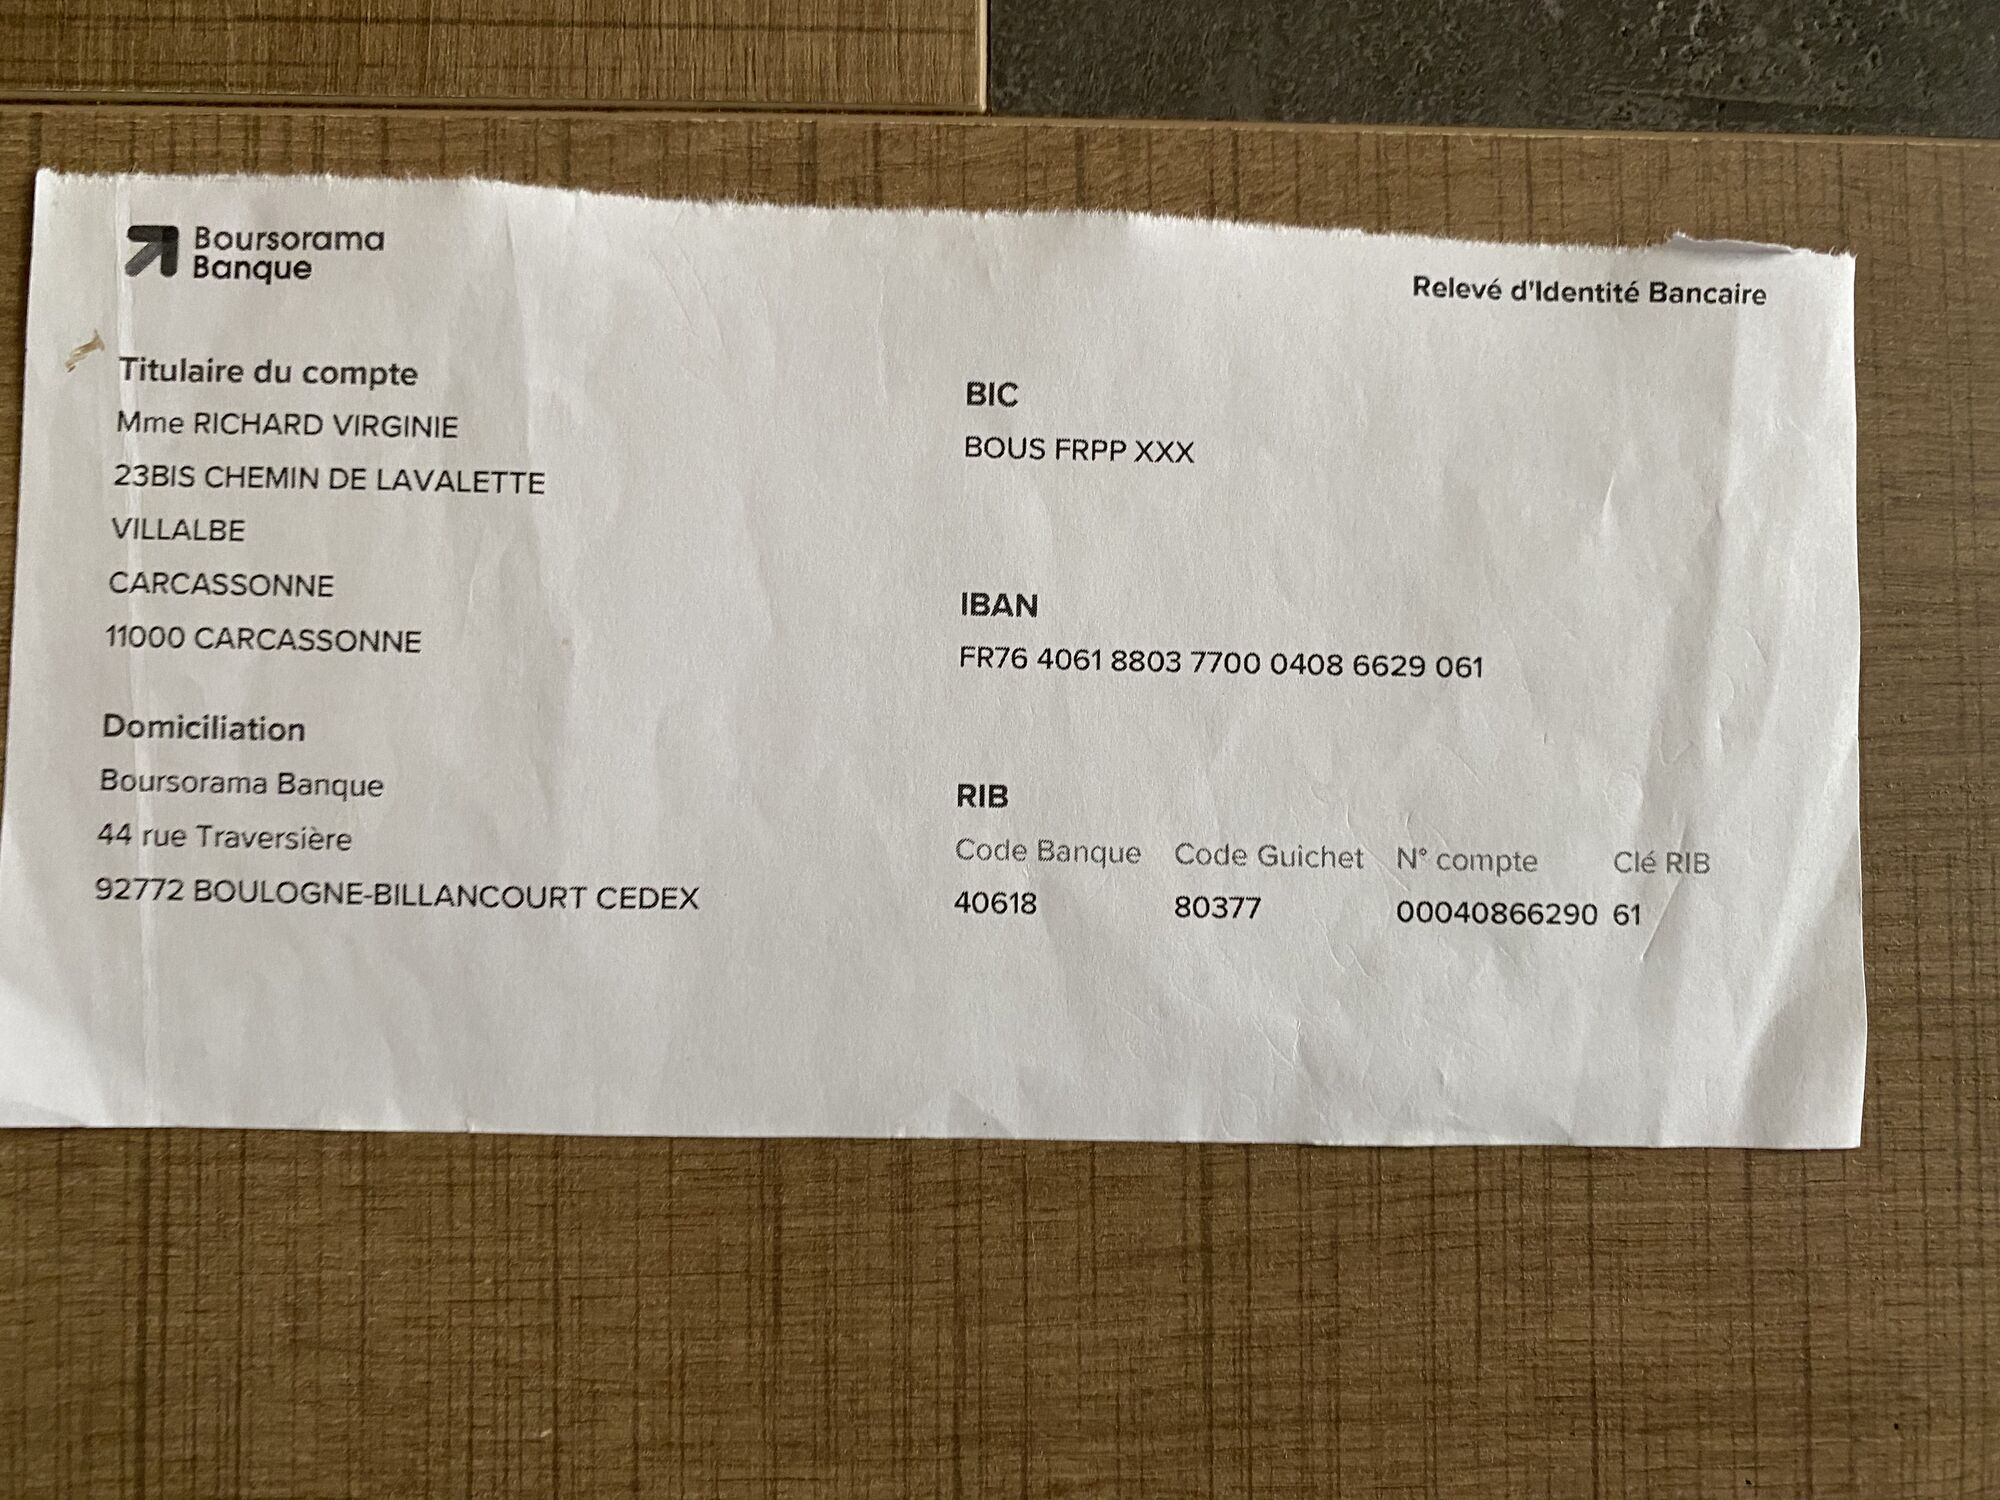 Boursorama
Banque
Relevé d'Identité Bancaire
Titulaire du compte
Mme RICHARD VIRGINIE
23BIS CHEMIN DE LAVALETTE
VILLALBE
CARCASSONNE
11000 CARCASSONNE
Domiciliation
Boursorama Banque
44 rue Traversière
92772 BOULOGNE-BILLANCOURT CEDEX
BIC
BOUS FRPP XXX
IBAN
FR76 4061 8803 7700 0408 6629 061
RIB
Code Banque Code Guichet N° compte Clé RIB
40618 80377 00040866290 61